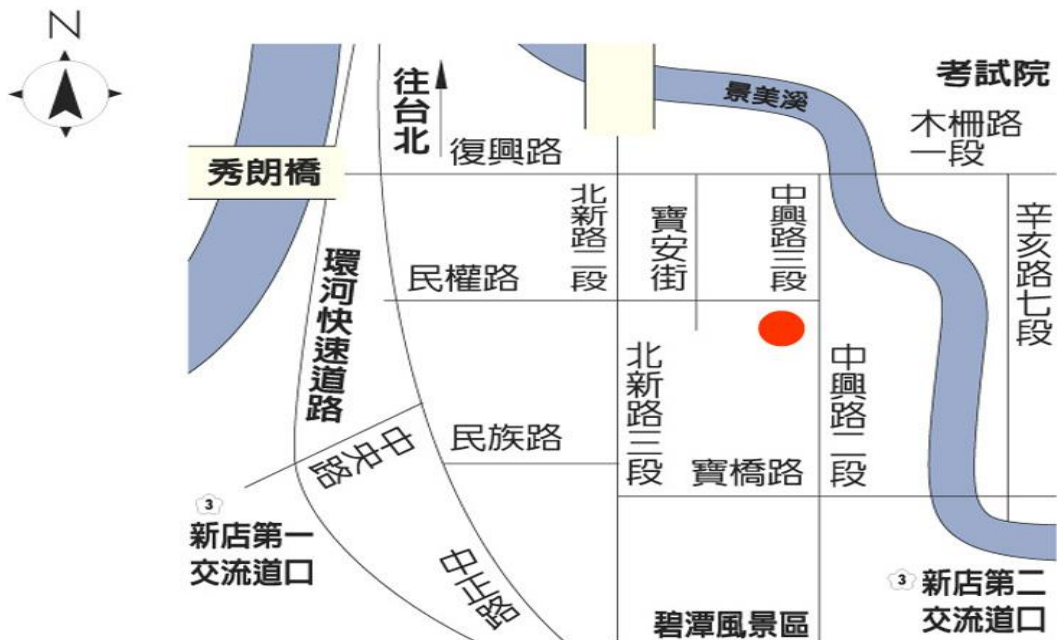 N
往台北
景美溪
考試院
木柵路
一段
復興路
秀朗橋
北新路二段
寶安街
中興路三段
辛亥路七段
環河快速道路
民權路
北新路三段
中興路二段
民族路
中央路
寶橋路
3
新店第一
交流道口
中正路
碧潭風景區
3
新店第二
交流道口